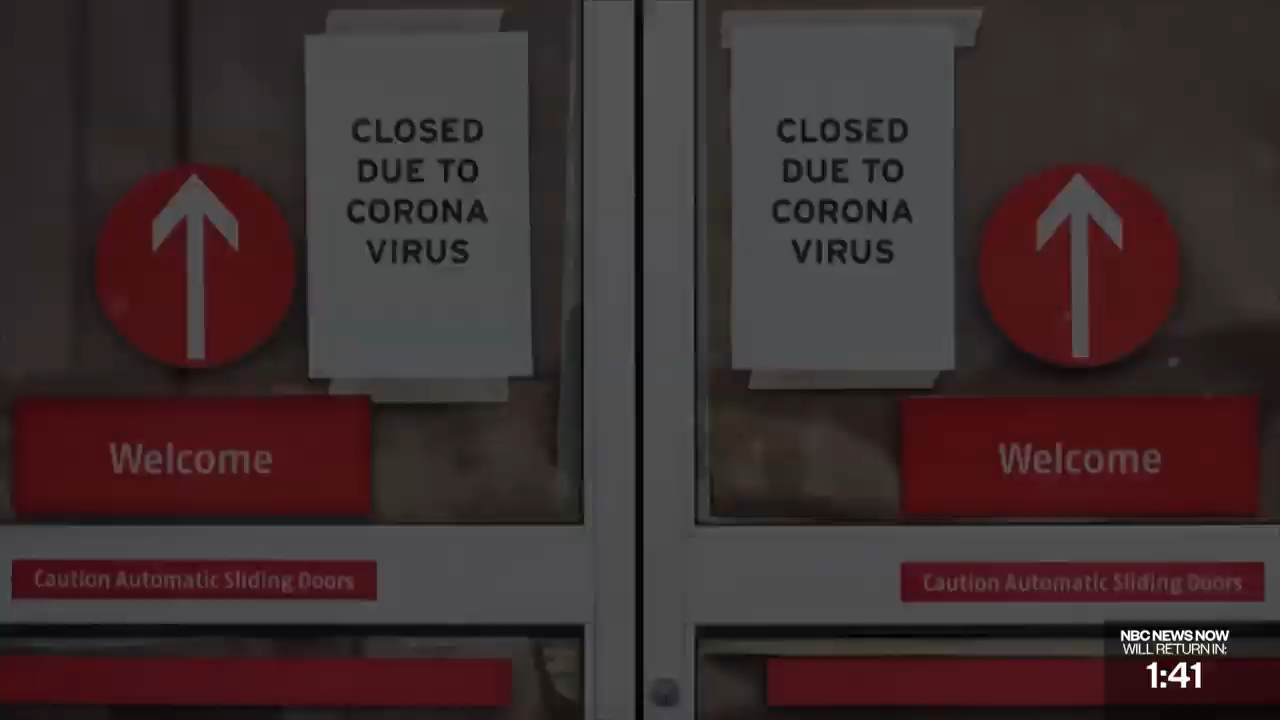 CLOSED
DUE TO
CORONA
VIRUS
CLOSED
DUE TO
CORONA
VIRUS
Welcome
Welcome
Caution Automatic Sliding Doors
Caution Automatic Sliding Doors
NBC NEWS NOW
WILL RETURN IN:
1:41